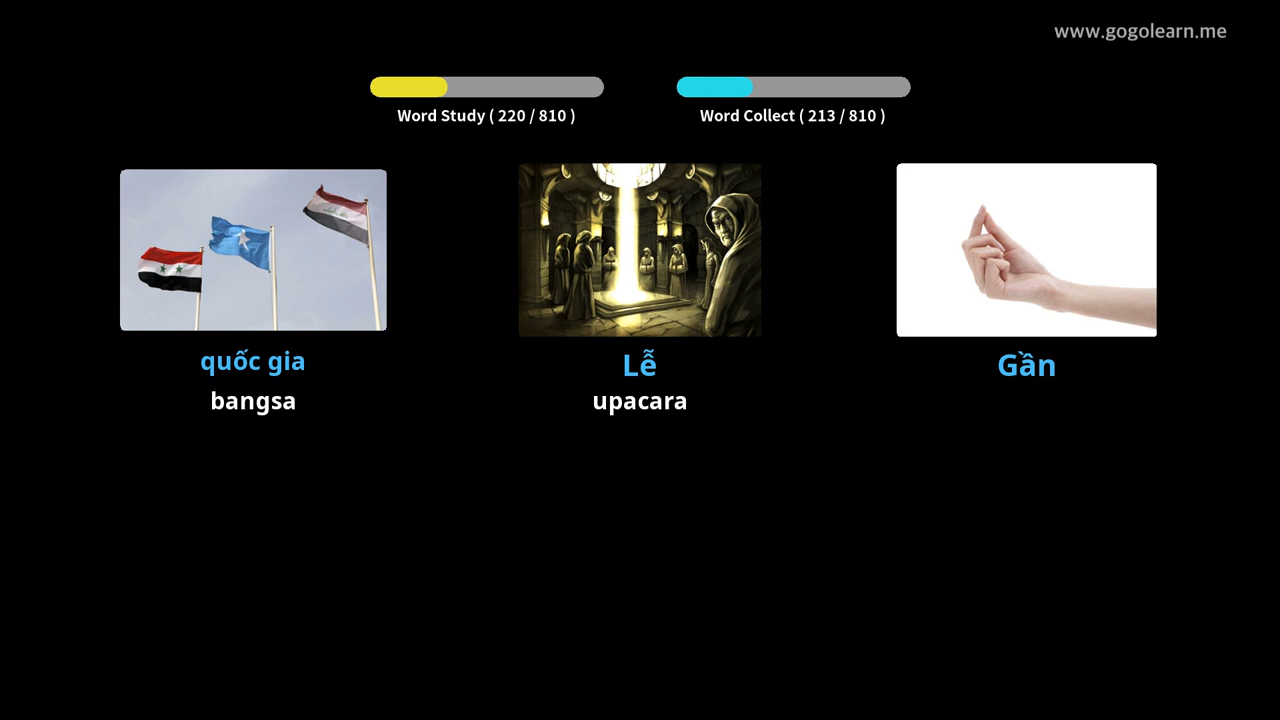 www.gogolearn.me
Word Study ( 220 / 810 )
Word Collect ( 213 / 810 )
quốc gia
bangsa
Lễ
upacara
Gần